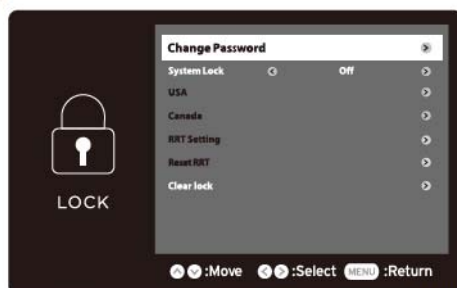 Change Password
System Lock Off
USA
Canada
RRT Setting
Reset RRT
Clear lock
LOCK
:Move :Select MENU :Return